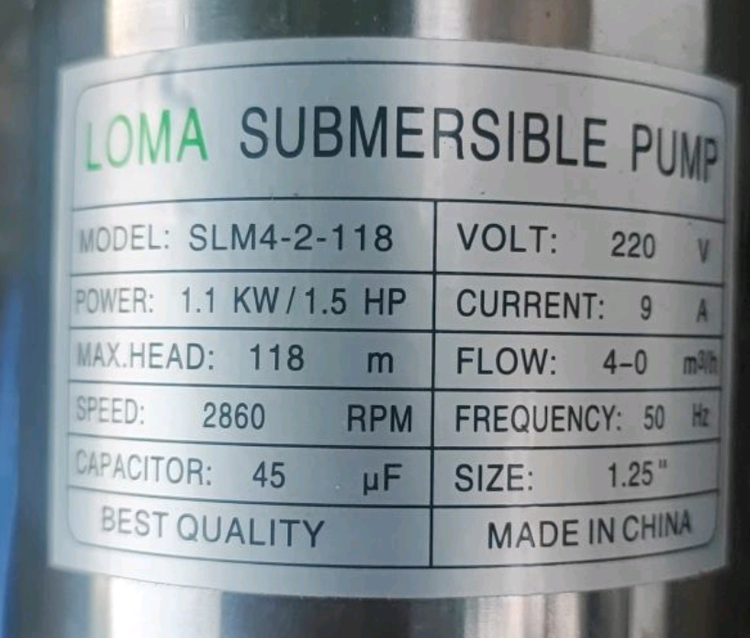 LOMA SUBMERSIBLE PUMP
MODEL: SLM4-2-118 VOLT: 220 V
POWER: 1.1 KW/1.5 HP CURRENT: 9 A
MAX.HEAD: 118 m FLOW: 4-0 m³/h
SPEED: 2860 RPM FREQUENCY: 50 Hz
CAPACITOR: 45 µF SIZE: 1.25"
BEST QUALITY MADE IN CHINA